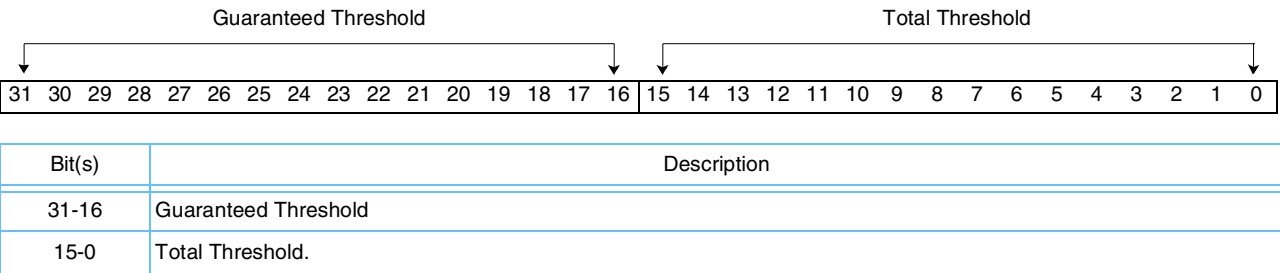 Guaranteed Threshold Total Threshold
31 30 29 28 27 26 25 24 23 22 21 20 19 18 17 16 15 14 13 12 11 10 9 8 7 6 5 4 3 2 1 0
Bit(s) Description
31-16 Guaranteed Threshold
15-0 Total Threshold.